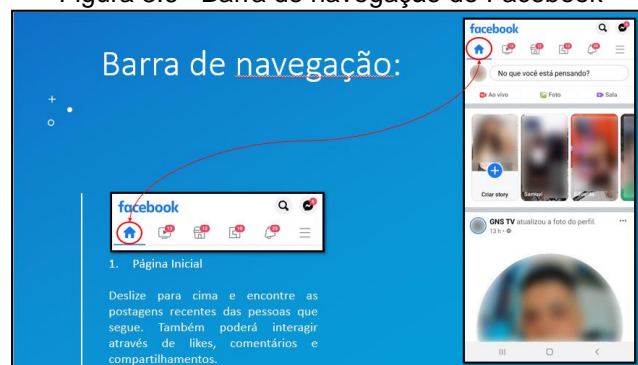 Figura 3.6 - Barra de navegação do Facebook
Barra de navegação:
facebook
1. Página Inicial
Deslize para cima e encontre as
postagens recentes das pessoas que
segue. Também poderá interagir
através de likes, comentários e
compartilhamentos.
facebook
No que você está pensando?
Ao vivo
Foto
Sala
Criar story
Samuel
GNS TV atualizou a foto do perfil.
13 h